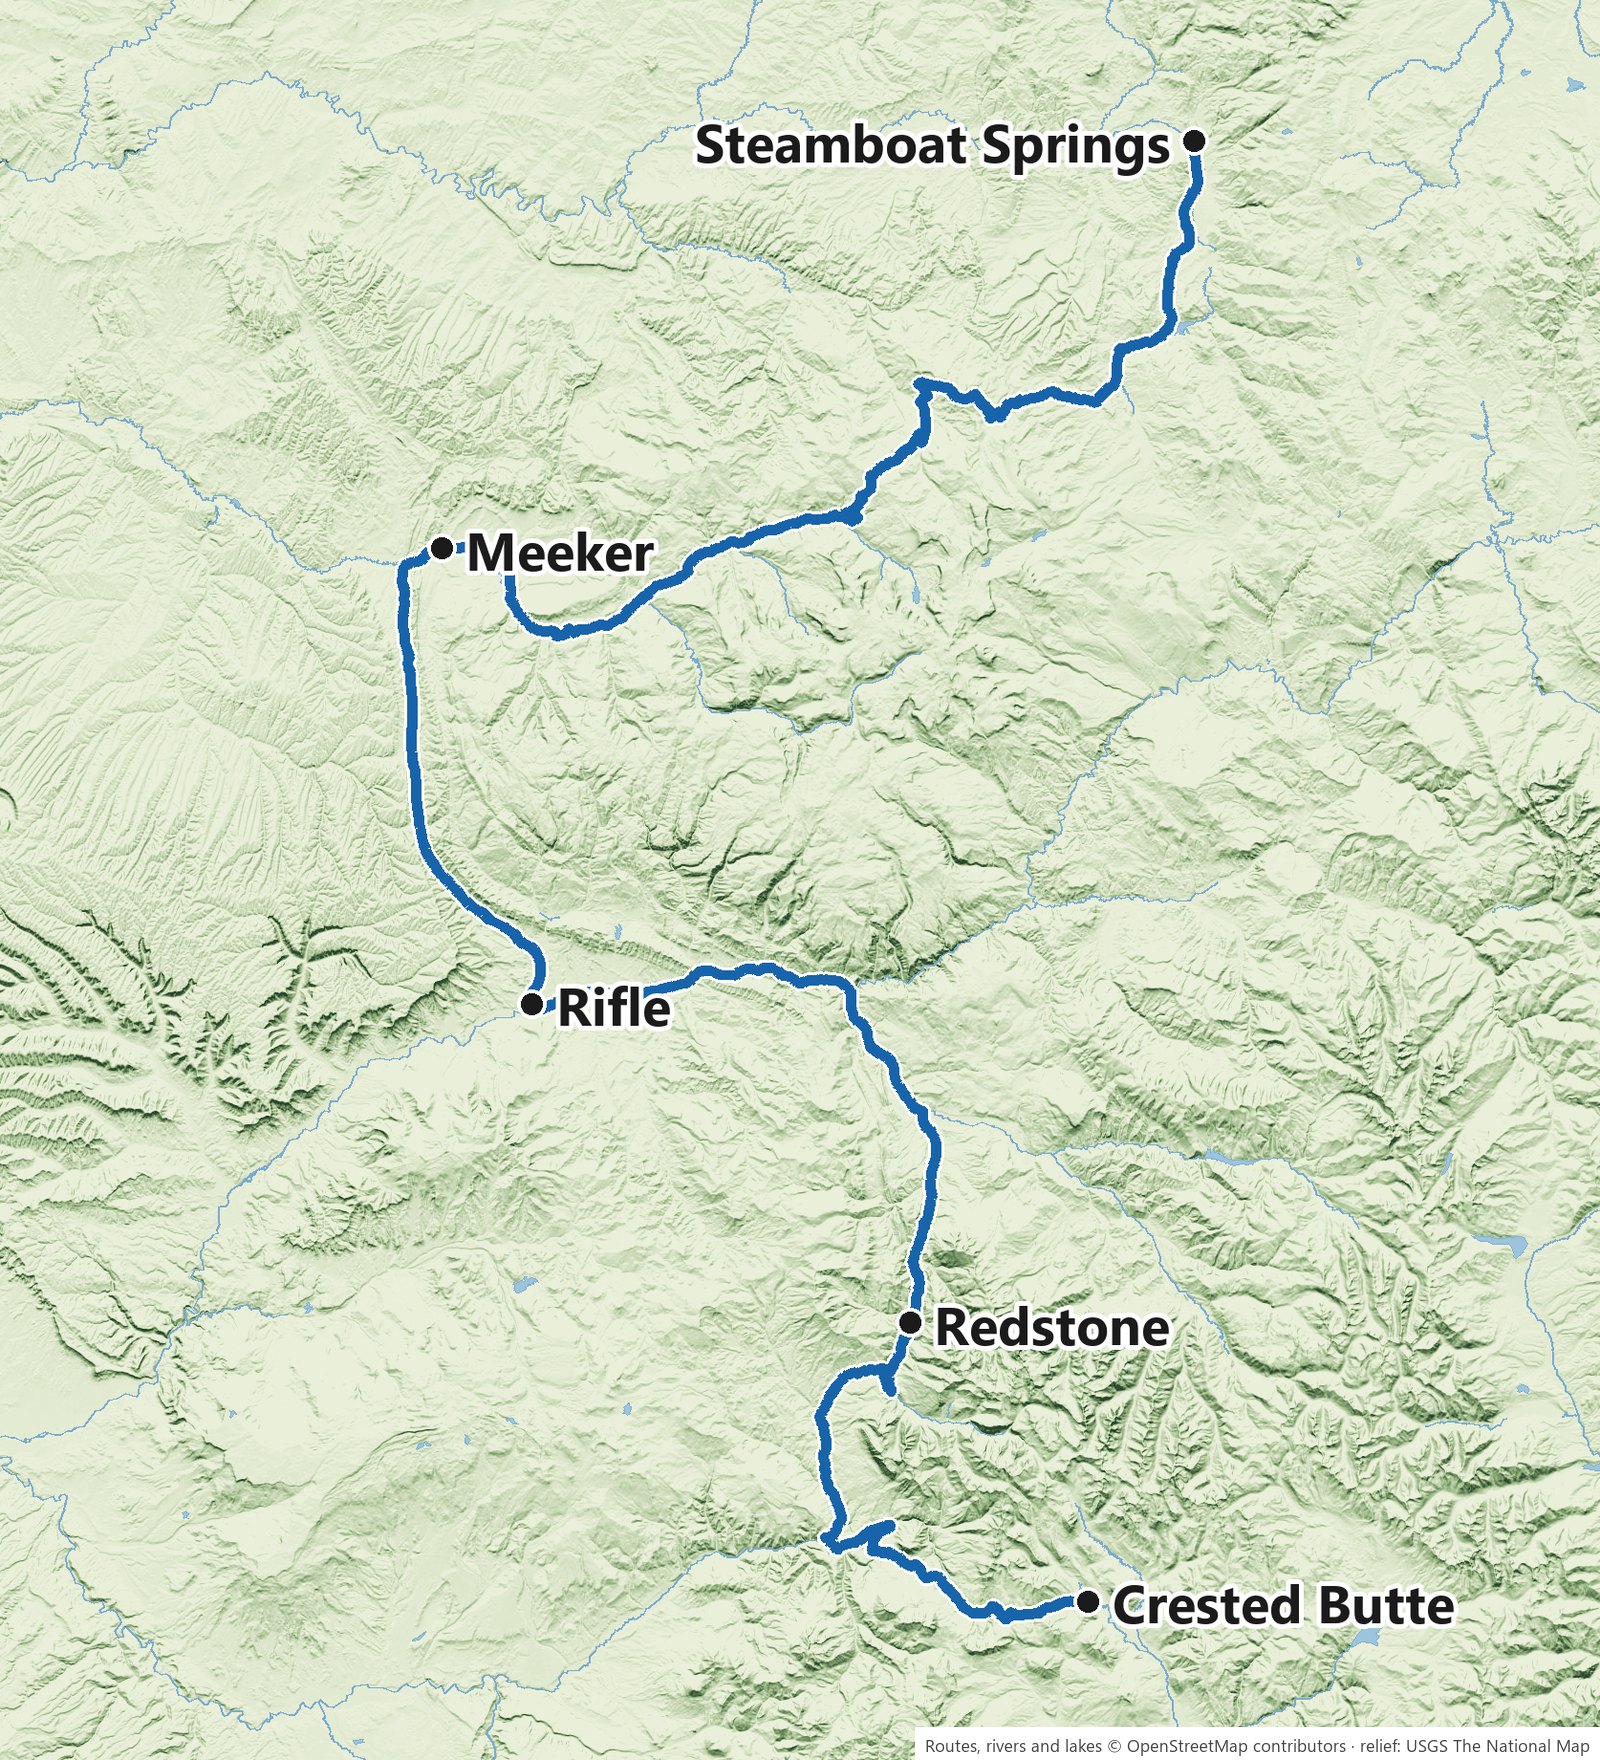 Steamboat Springs
Meeker
Rifle
Redstone
Crested Butte
Routes, rivers and lakes © OpenStreetMap contributors · relief: USGS The National Map